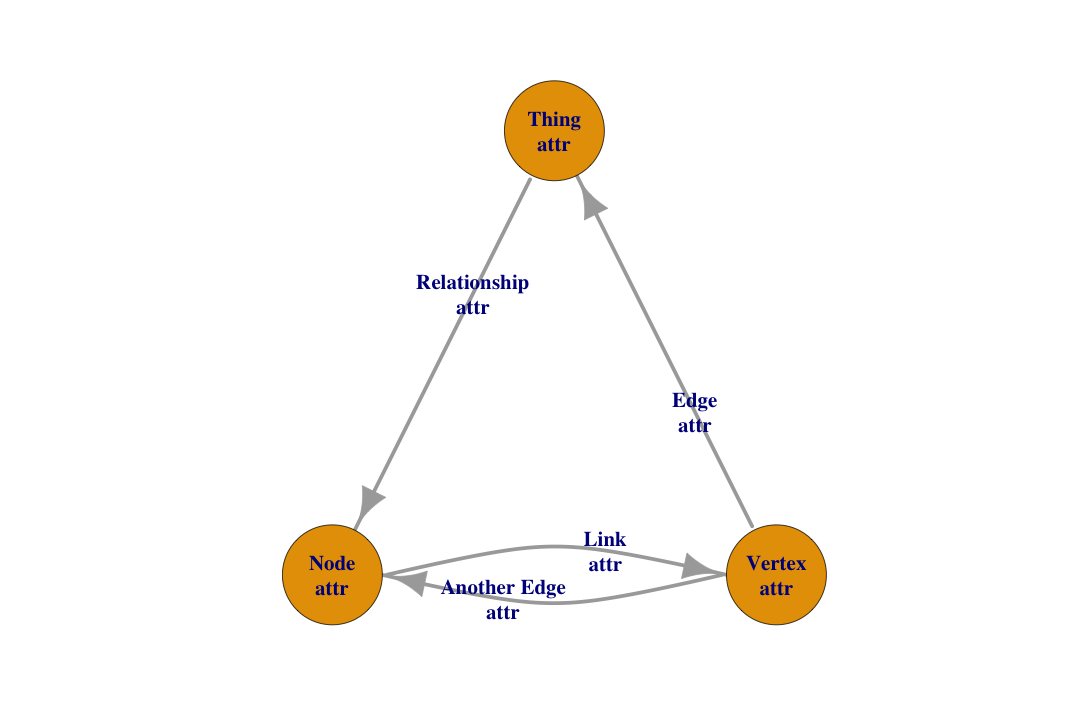 Thing
attr
Relationship
attr
Edge
attr
Link
attr
Node
attr
Vertex
attr
Another Edge
attr